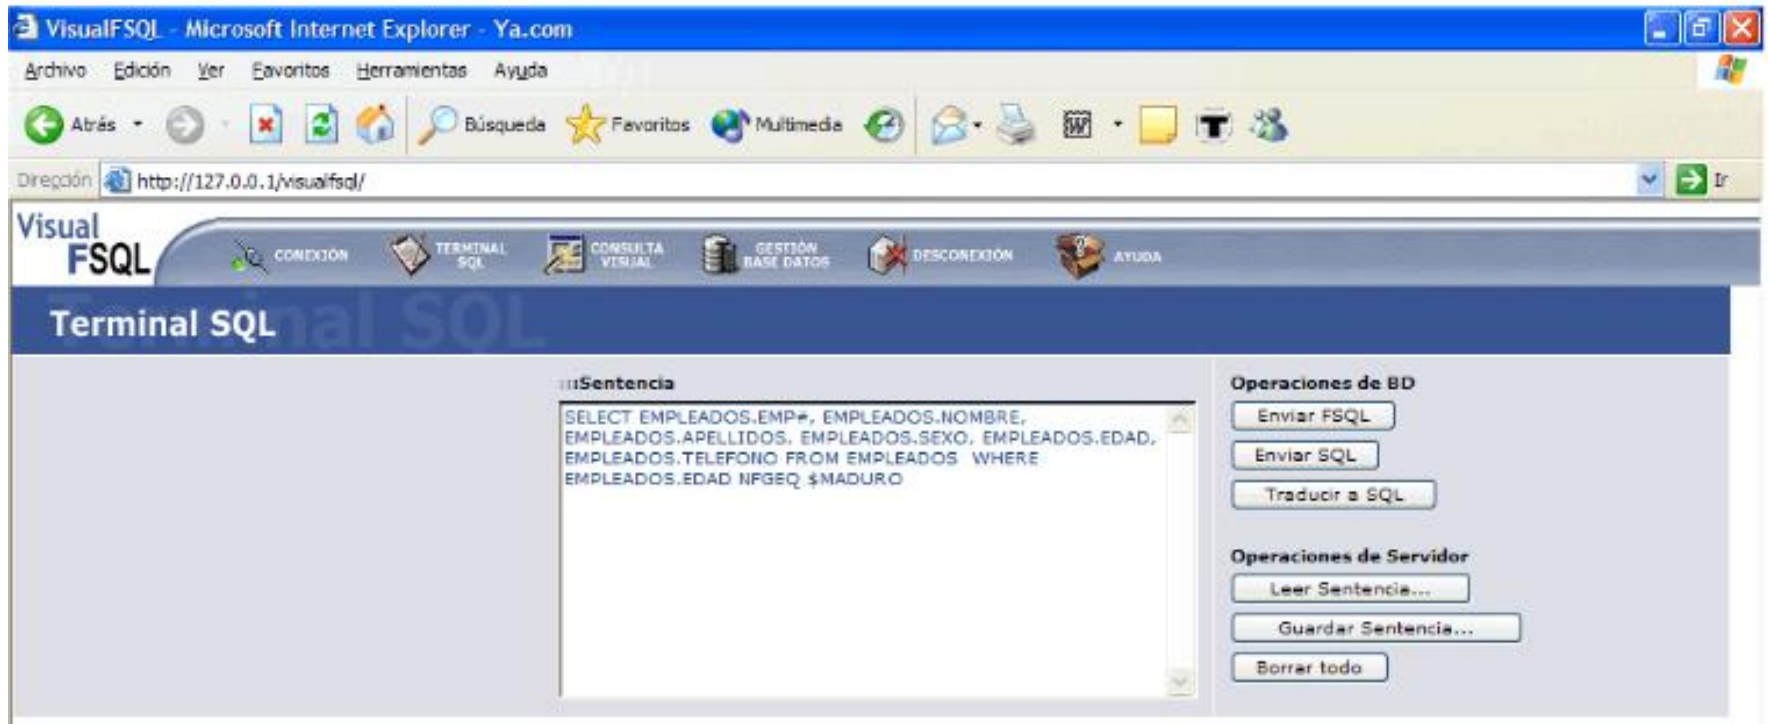 VisualFSQL - Microsoft Internet Explorer - Ya.com
Archivo Edición Ver Favoritos Herramientas Ayuda
Atrás Búsqueda Favoritos Multimedia
Dirección http://127.0.0.1/visualfsql/ Ir
Visual
FSQL
CONEXIÓN
TERMINAL
SQL
CONSULTA
VISUAL
GESTIÓN
BASE DATOS
DESCONEXIÓN
AYUDA
Terminal SQL
:::Sentencia
SELECT EMPLEADOS.EMP#, EMPLEADOS.NOMBRE,
EMPLEADOS.APELLIDOS, EMPLEADOS.SEXO, EMPLEADOS.EDAD,
EMPLEADOS.TELEFONO FROM EMPLEADOS WHERE
EMPLEADOS.EDAD NFGEQ $MADURO
Operaciones de BD
Enviar FSQL
Enviar SQL
Traducir a SQL
Operaciones de Servidor
Leer Sentencia...
Guardar Sentencia...
Borrar todo